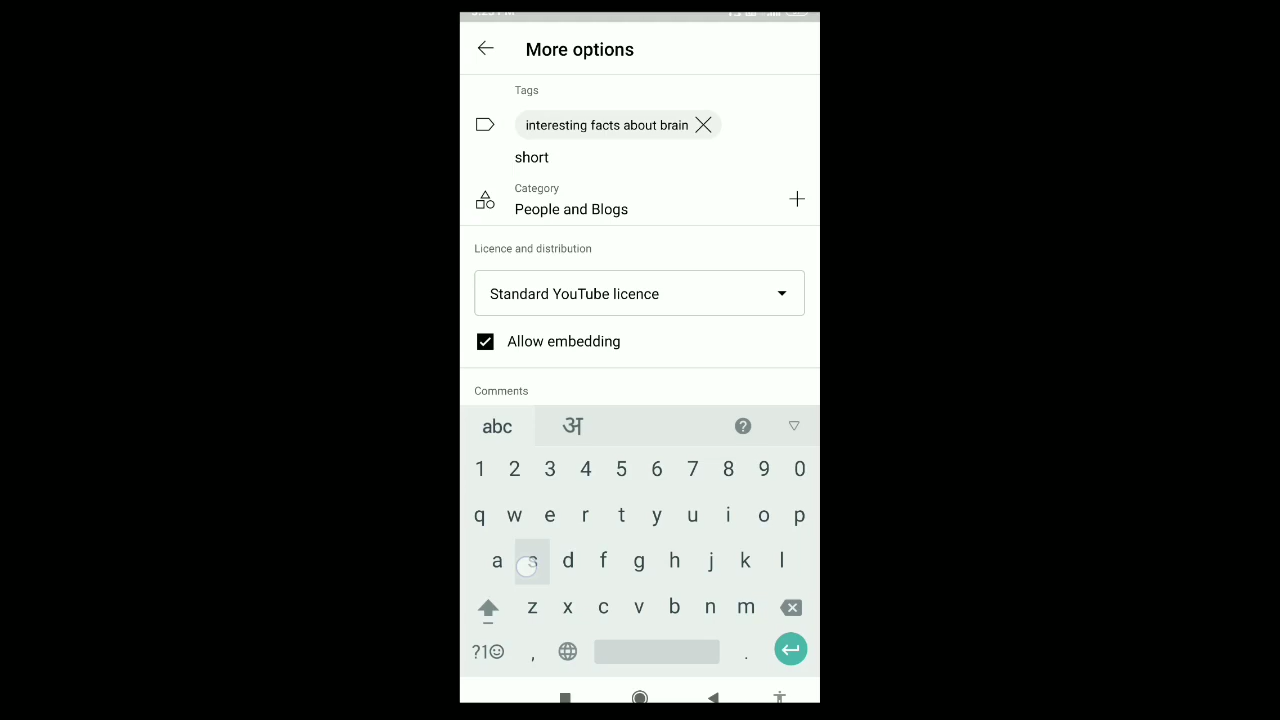 More options
Tags
interesting facts about brain
short
Category
People and Blogs
Licence and distribution
Standard YouTube licence
Allow embedding
Comments
abc अ ?
1 2 3 4 5 6 7 8 9 0
q w e r t y u i o p
a s d f g h j k l
z x c v b n m
?1☺ , .